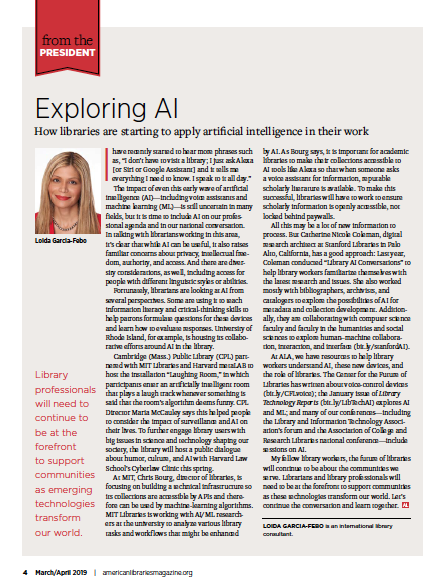 from the
PRESIDENT
Exploring AI
How libraries are starting to apply artificial intelligence in their work
Loida Garcia-Febo
I have recently started to hear more phrases such
as, “I don’t have to visit a library; I just ask Alexa
[or Siri or Google Assistant] and it tells me
everything I need to know. I speak to it all day.”
The impact of even this early wave of artificial
intelligence (AI)—including voice assistants and
machine learning (ML)—is still uncertain in many
fields, but it is time to include AI on our profes-
sional agenda and in our national conversation.
In talking with librarians working in this area,
it’s clear that while AI can be useful, it also raises
familiar concerns about privacy, intellectual free-
dom, authority, and access. And there are diver-
sity considerations, as well, including access for
people with different linguistic styles or abilities.
Fortunately, librarians are looking at AI from
several perspectives. Some are using it to teach
information literacy and critical-thinking skills to
help patrons formulate questions for these devices
and learn how to evaluate responses. University of
Rhode Island, for example, is housing its collabo-
rative efforts around AI in the library.
Cambridge (Mass.) Public Library (CPL) part-
nered with MIT Libraries and Harvard metaLAB to
host the installation “Laughing Room,” in which
participants enter an artificially intelligent room
that plays a laugh track whenever something is
said that the room’s algorithm deems funny. CPL
Director Maria McCauley says this helped people
to consider the impact of surveillance and AI on
their lives. To further engage library users with
big issues in science and technology shaping our
society, the library will host a public dialogue
about humor, culture, and AI with Harvard Law
School’s Cyberlaw Clinic this spring.
At MIT, Chris Bourg, director of libraries, is
focusing on building a technical infrastructure so
its collections are accessible by APIs and there-
fore can be used by machine-learning algorithms.
MIT Libraries is working with AI/ML research-
ers at the university to analyze various library
tasks and workflows that might be enhanced
by AI. As Bourg says, it is important for academic
libraries to make their collections accessible to
AI tools like Alexa so that when someone asks
a voice assistant for information, reputable
scholarly literature is available. To make this
successful, libraries will have to work to ensure
scholarly information is openly accessible, not
locked behind paywalls.
All this may be a lot of new information to
process. But Catherine Nicole Coleman, digital
research architect at Stanford Libraries in Palo
Alto, California, has a good approach: Last year,
Coleman conducted “Library AI Conversations” to
help library workers familiarize themselves with
the latest research and issues. She also worked
mostly with bibliographers, archivists, and
catalogers to explore the possibilities of AI for
metadata and collection development. Addition-
ally, they are collaborating with computer science
faculty and faculty in the humanities and social
sciences to explore human–machine collabora-
tion, interaction, and interface (bit.ly/stanfordAI).
At ALA, we have resources to help library
workers understand AI, these new devices, and
the role of libraries. The Center for the Future of
Libraries has written about voice-control devices
(bit.ly/CFLvoice); the January issue of Library
Technology Reports (bit.ly/LibTechAI) explores AI
and ML; and many of our conferences—including
the Library and Information Technology Associ-
ation’s forum and the Association of College and
Research Libraries national conference—include
sessions on AI.
My fellow library workers, the future of libraries
will continue to be about the communities we
serve. Librarians and library professionals will
need to be at the forefront to support communities
as these technologies transform our world. Let’s
continue the conversation and learn together. AL
LOIDA GARCIA-FEBO is an international library
consultant.
Library
professionals
will need to
continue to
be at the
forefront
to support
communities
as emerging
technologies
transform
our world.
4 March/April 2019 | americanlibrariesmagazine.org